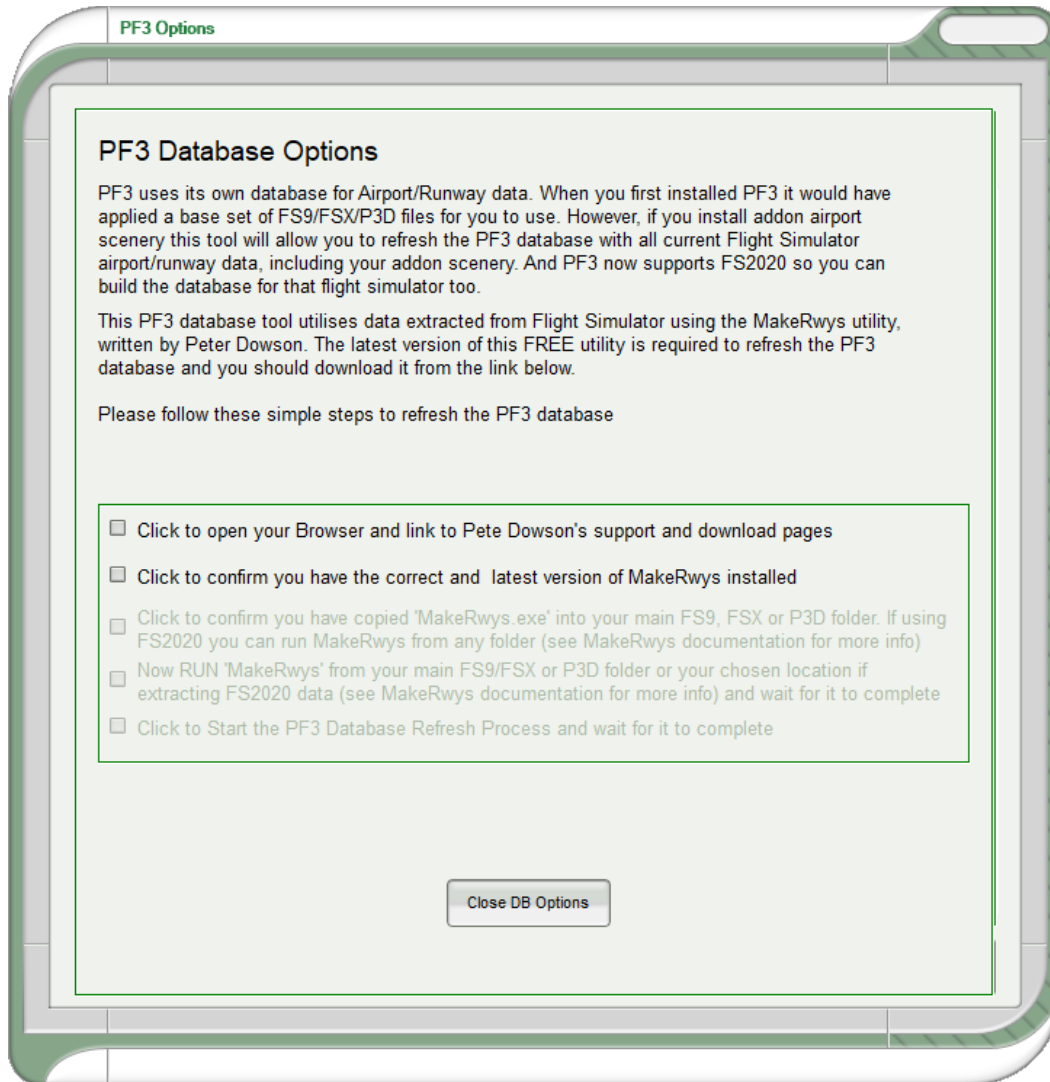 PF3 Options
PF3 Database Options
PF3 uses its own database for Airport/Runway data. When you first installed PF3 it would have
applied a base set of FS9/FSX/P3D files for you to use. However, if you install addon airport
scenery this tool will allow you to refresh the PF3 database with all current Flight Simulator
airport/runway data, including your addon scenery. And PF3 now supports FS2020 so you can
build the database for that flight simulator too.
This PF3 database tool utilises data extracted from Flight Simulator using the MakeRwys utility,
written by Peter Dowson. The latest version of this FREE utility is required to refresh the PF3
database and you should download it from the link below.
Please follow these simple steps to refresh the PF3 database
Click to open your Browser and link to Pete Dowson's support and download pages
Click to confirm you have the correct and  latest version of MakeRwys installed
Click to confirm you have copied 'MakeRwys.exe' into your main FS9, FSX or P3D folder. If using
FS2020 you can run MakeRwys from any folder (see MakeRwys documentation for more info)
Now RUN 'MakeRwys' from your main FS9/FSX or P3D folder or your chosen location if
extracting FS2020 data (see MakeRwys documentation for more info) and wait for it to complete
Click to Start the PF3 Database Refresh Process and wait for it to complete
Close DB Options